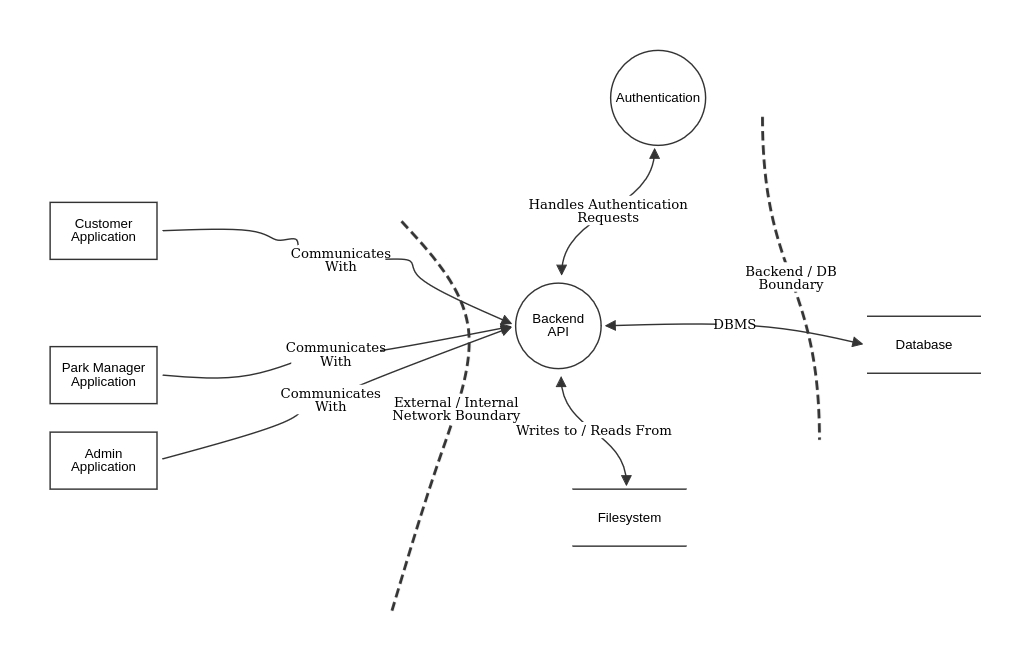 Authentication
Handles Authentication
Requests
Customer
Application
Communicates
With
Backend / DB
Boundary
Backend
API
DBMS
Database
Park Manager
Application
Communicates
With
Communicates
With
External / Internal
Network Boundary
Writes to / Reads From
Admin
Application
Filesystem